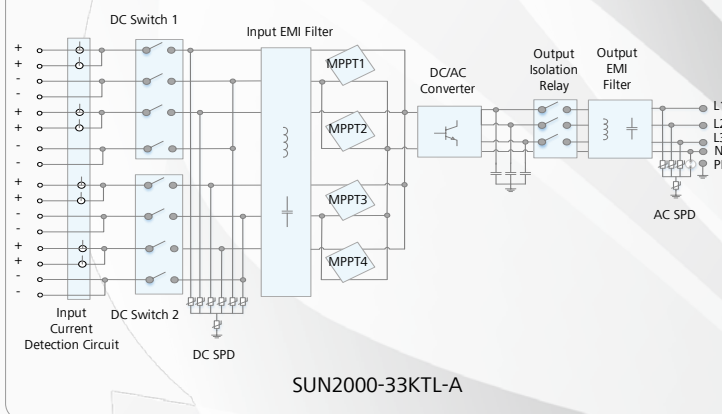 DC Switch 1
Input EMI Filter
MPPT1
MPPT2
MPPT3
MPPT4
DC/AC
Converter
Output
Isolation
Relay
Output
EMI
Filter
L1
L2
L3
N
+
+
-
-
+
+
-
-
+
+
-
-
+
+
-
-
AC SPD
Input
Current
Detection Circuit
DC Switch 2
DC SPD
SUN2000-33KTL-A